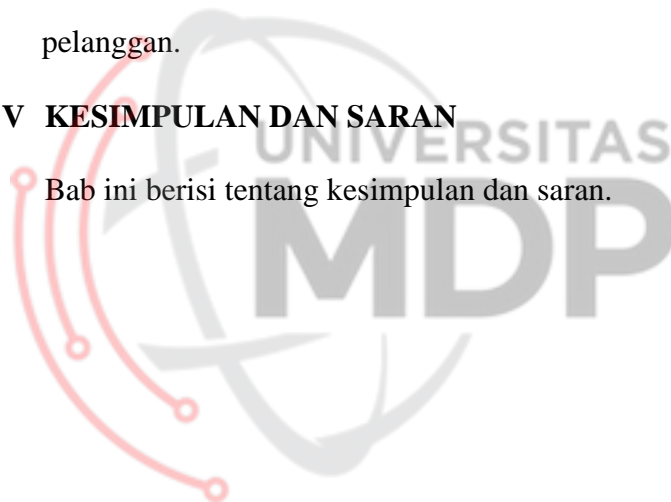 pelanggan.
V KESIMPULAN DAN SARAN
UNIVERSITAS
Bab ini berisi tentang kesimpulan dan saran.
MDP